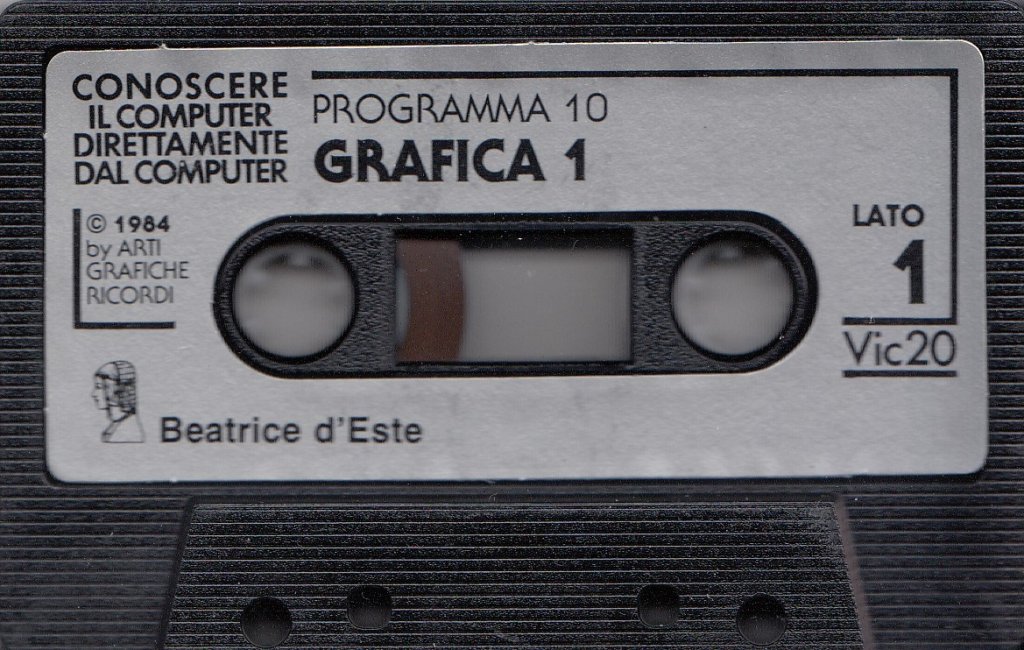 CONOSCERE
IL COMPUTER
DIRETTAMENTE
DAL COMPUTER
PROGRAMMA 10
GRAFICA 1
© 1984
by ARTI
GRAFICHE
RICORDI
LATO
1
Vic20
Beatrice d'Este